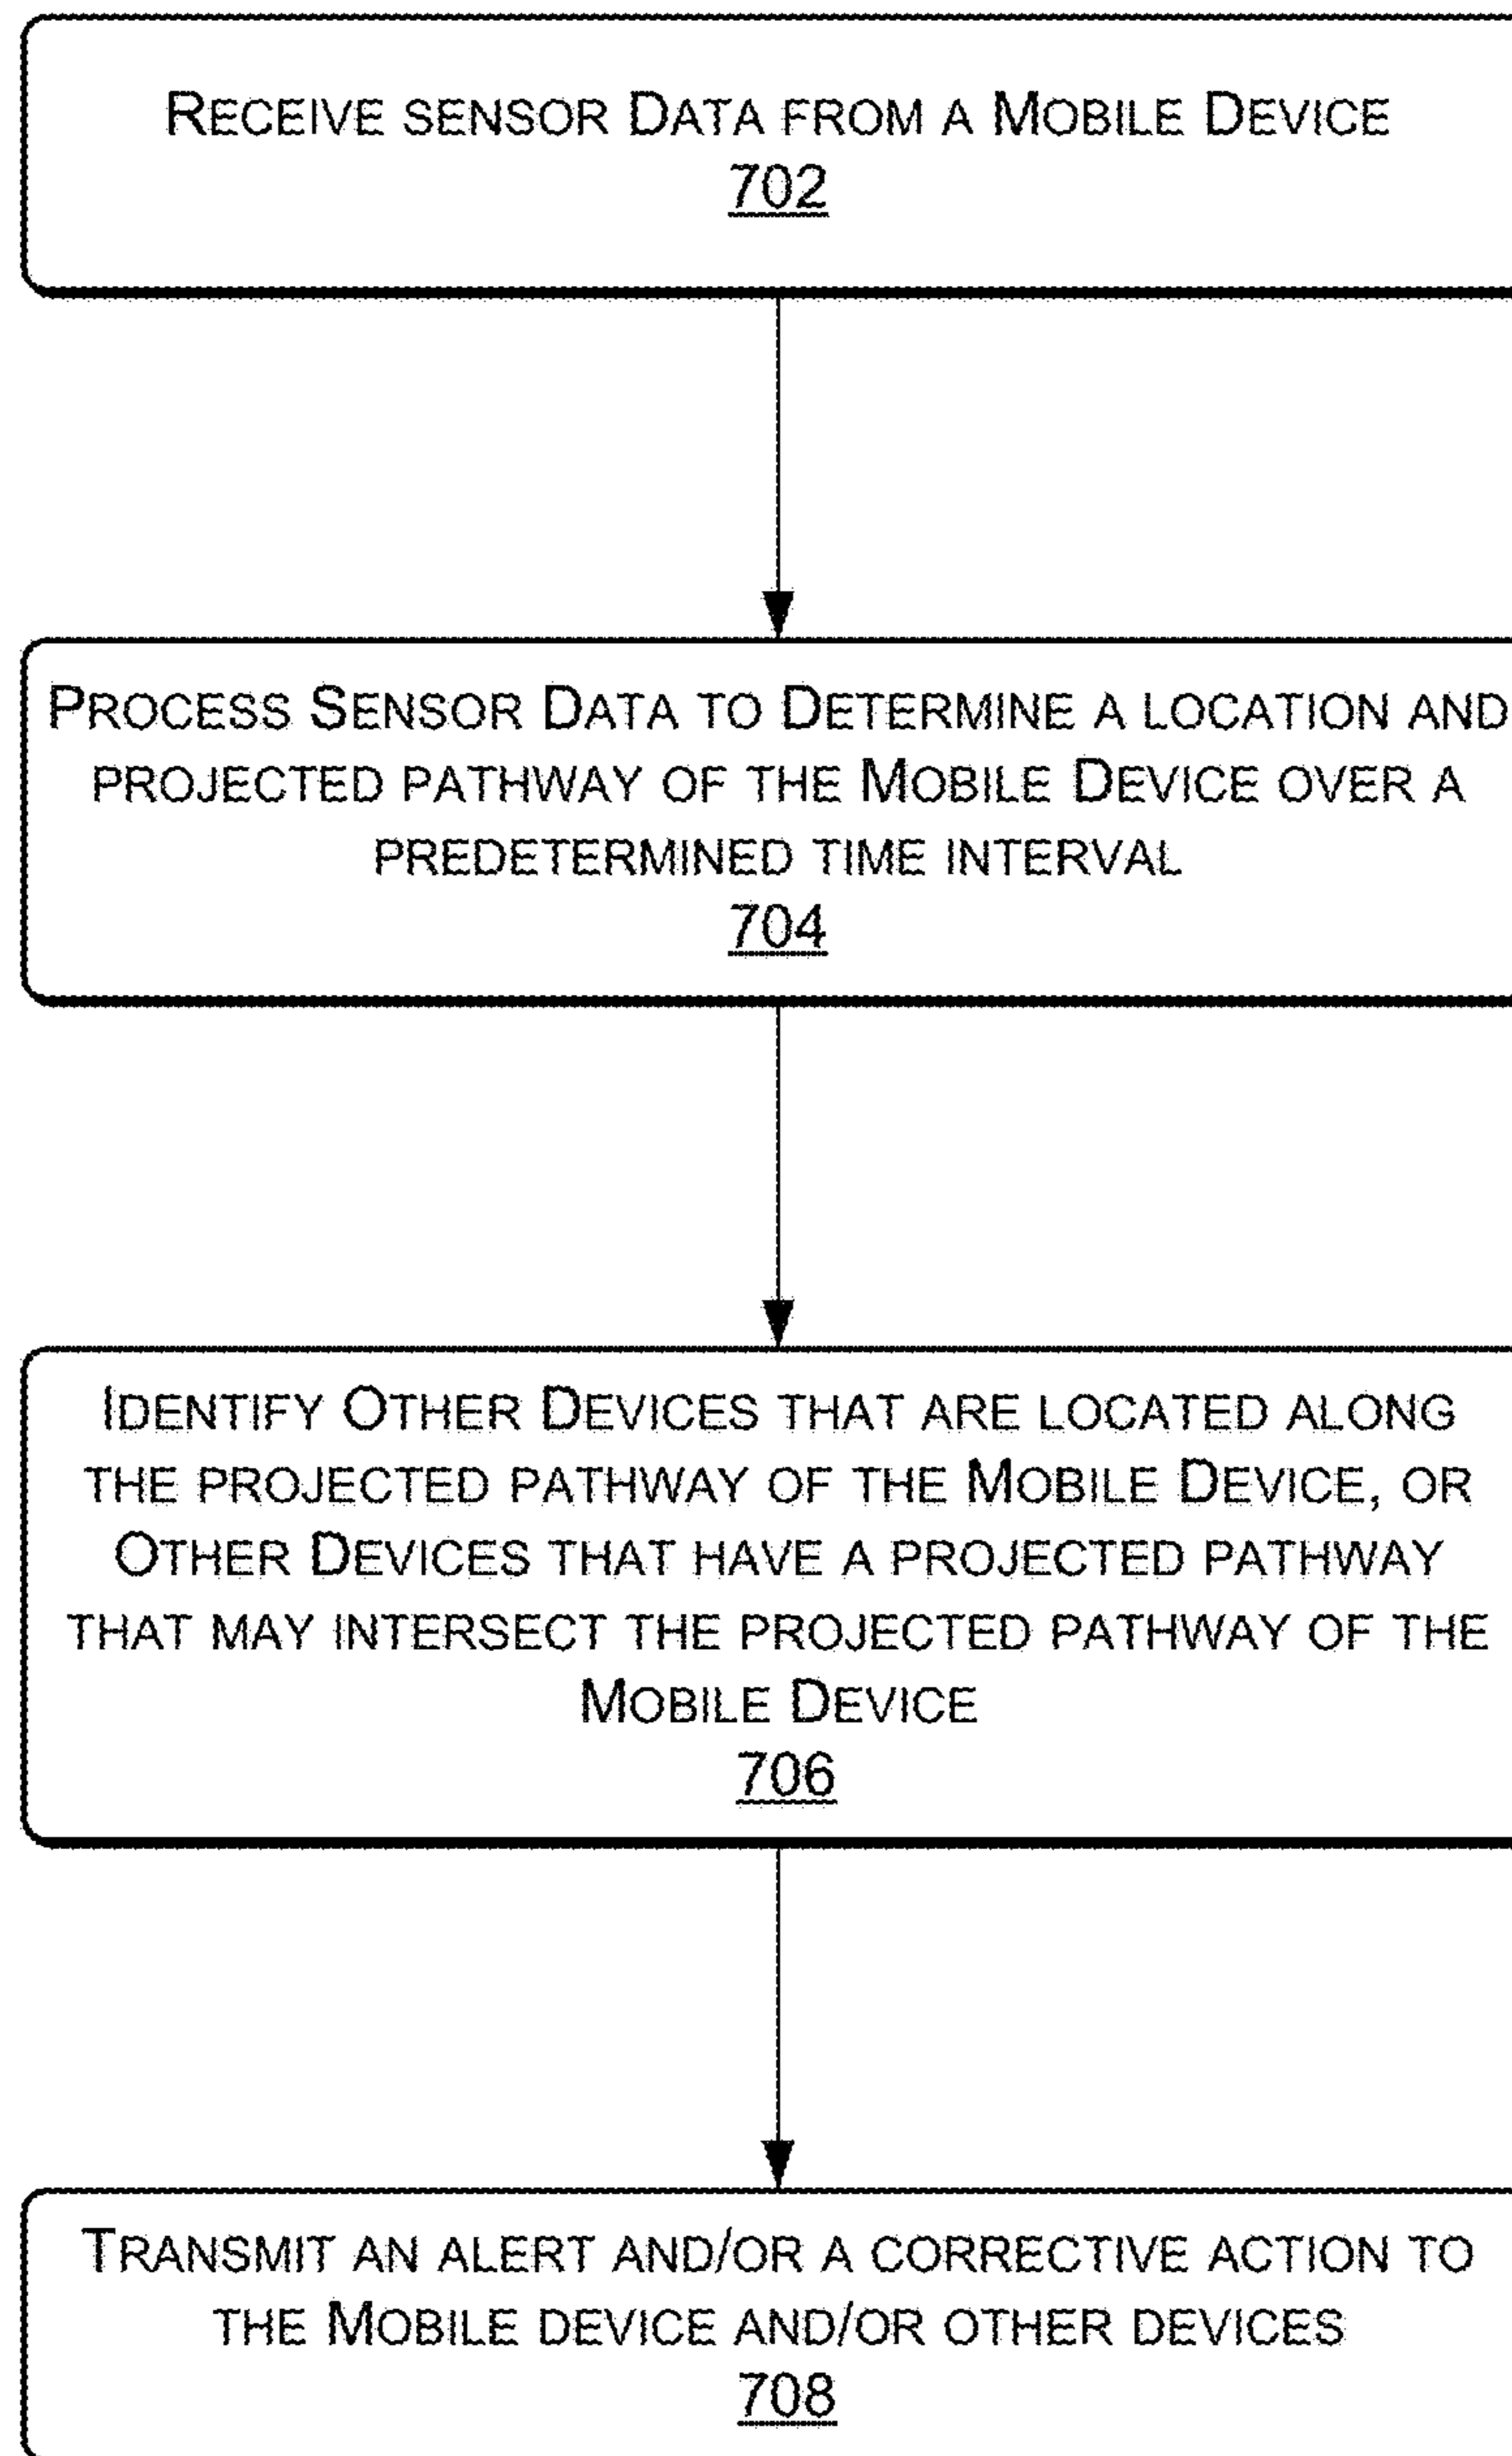 RECEIVE SENSOR DATA FROM A MOBILE DEVICE
702
PROCESS SENSOR DATA TO DETERMINE A LOCATION AND
PROJECTED PATHWAY OF THE MOBILE DEVICE OVER A
PREDETERMINED TIME INTERVAL
704
IDENTIFY OTHER DEVICES THAT ARE LOCATED ALONG
THE PROJECTED PATHWAY OF THE MOBILE DEVICE, OR
OTHER DEVICES THAT HAVE A PROJECTED PATHWAY
THAT MAY INTERSECT THE PROJECTED PATHWAY OF THE
MOBILE DEVICE
706
TRANSMIT AN ALERT AND/OR A CORRECTIVE ACTION TO
THE MOBILE DEVICE AND/OR OTHER DEVICES
708